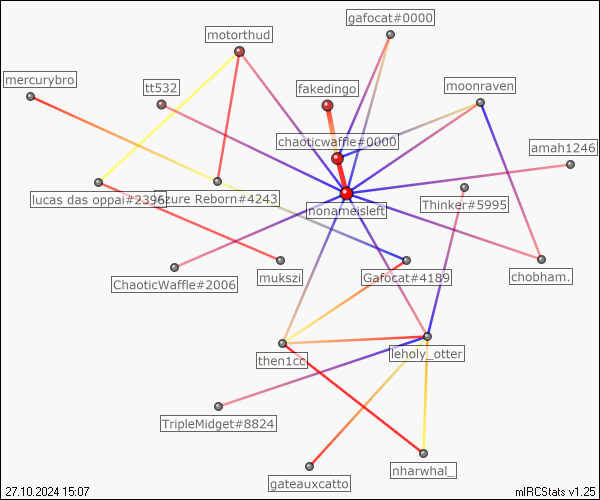 gafocat#0000
motorthud
mercurybro
tt532
fakedingo
moonraven
chaoticwaffle#0000
amah1246
lucas das oppai#2396
zure Reborn#4243
Thinker#5995
nonameisleft
ChaoticWaffle#2006
mukszi
Gafocat#4189
chobham.
then1cc
leholy_otter
TripleMidget#8824
gateauxcatto
nharwhal_
27.10.2024 15:07
mIRCStats v1.25